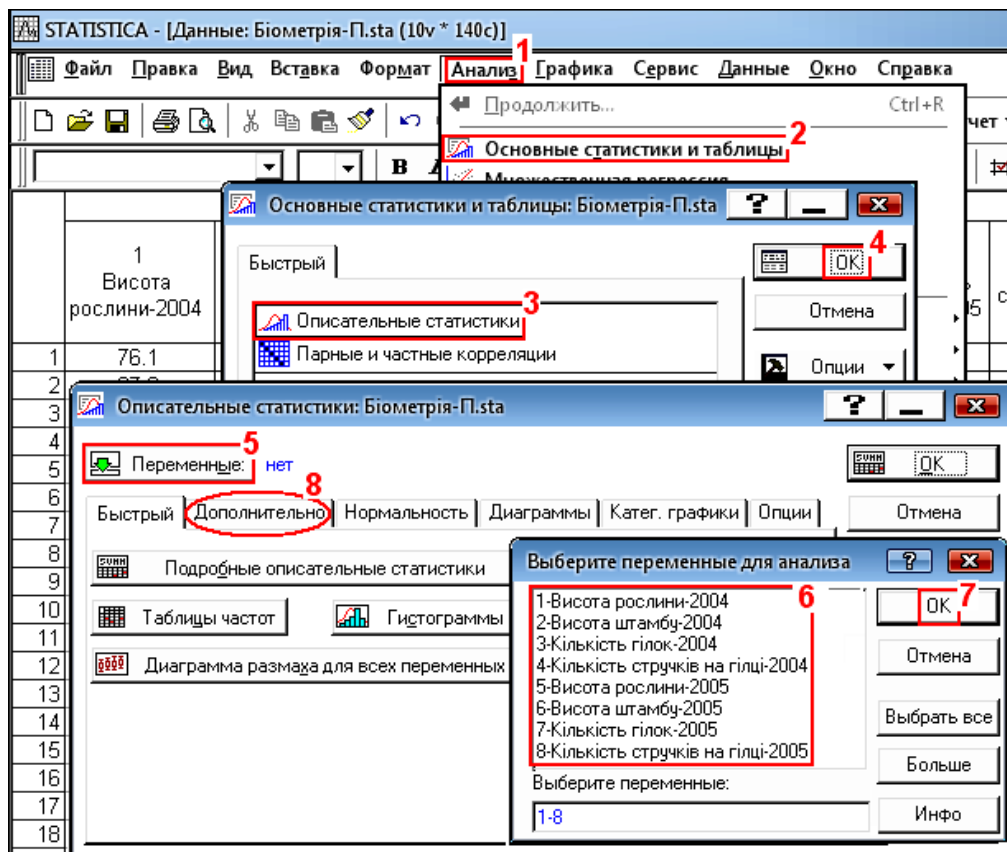 STATISTICA - [Данные: Біометрія-П.sta (10v * 140c)]
1
Файл Правка Вид Вставка Формат Анализ Графика Сервис Данные Окно Справка
Продолжить... Ctrl+R
чет
2
Основные статистики и таблицы
B
Множественная регрессия
Основные статистики и таблицы: Біометрія-П.sta ?
1
Висота
рослини-2004
Быстрый
4
OK
3
Описательные статистики
Отмена
Парные и частные корреляции
Опции
05
с
1 76.1
2
3
4
5
6
7
8
9
10
11
12
13
14
15
16
17
18
Описательные статистики: Біометрія-П.sta ?
5
Переменные: нет
SUMM OK
8
Быстрый Дополнительно Нормальность Диаграммы Катег. графики Опции
Отмена
SUMM Подробные описательные статистики
Таблицы частот Гистограммы
Диаграмма размаха для всех переменных
Выберите переменные для анализа ?
6
1-Висота рослини-2004
2-Висота штамбу-2004
3-Кількість гілок-2004
4-Кількість стручків на гілці-2004
5-Висота рослини-2005
6-Висота штамбу-2005
7-Кількість гілок-2005
8-Кількість стручків на гілці-2005
Выберите переменные:
1-8
7
OK
Отмена
Выбрать все
Больше
Инфо